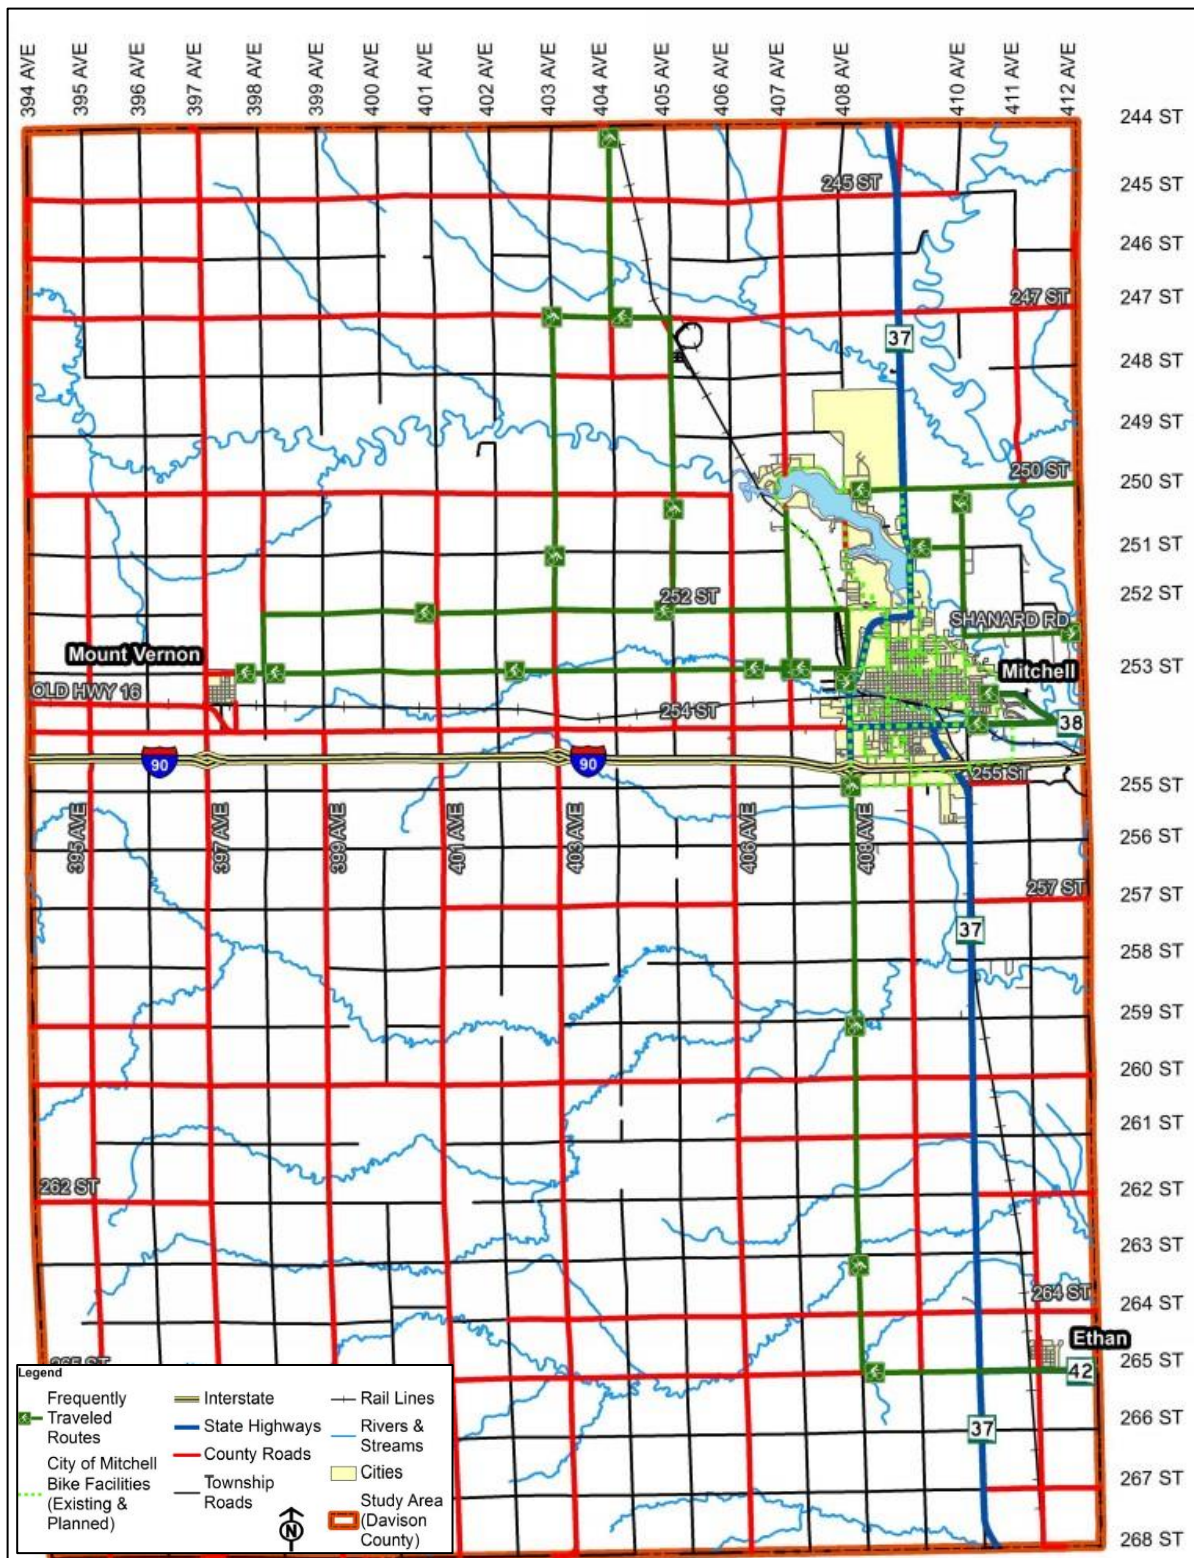 394 AVE
395 AVE
396 AVE
397 AVE
398 AVE
399 AVE
400 AVE
401 AVE
402 AVE
403 AVE
404 AVE
405 AVE
406 AVE
407 AVE
408 AVE
410 AVE
411 AVE
412 AVE
244 ST
245 ST
245 ST
246 ST
247 ST
247 ST
37
248 ST
249 ST
250 ST
250 ST
251 ST
252 ST
252 ST
SHANARD RD
Mount Vernon
253 ST
Mitchell
OLD HWY 16
254 ST
38
90
90
255 ST
255 ST
395 AVE
397 AVE
399 AVE
401 AVE
403 AVE
406 AVE
408 AVE
256 ST
257 ST
257 ST
37
258 ST
259 ST
260 ST
261 ST
262 ST
262 ST
263 ST
264 ST
264 ST
Ethan
265 ST
265 ST
42
266 ST
37
267 ST
268 ST
Legend
Frequently
Traveled
Routes
City of Mitchell
Bike Facilities
(Existing &
Planned)
Interstate
State Highways
County Roads
Township
Roads
N
Rail Lines
Rivers &
Streams
Cities
Study Area
(Davison
County)